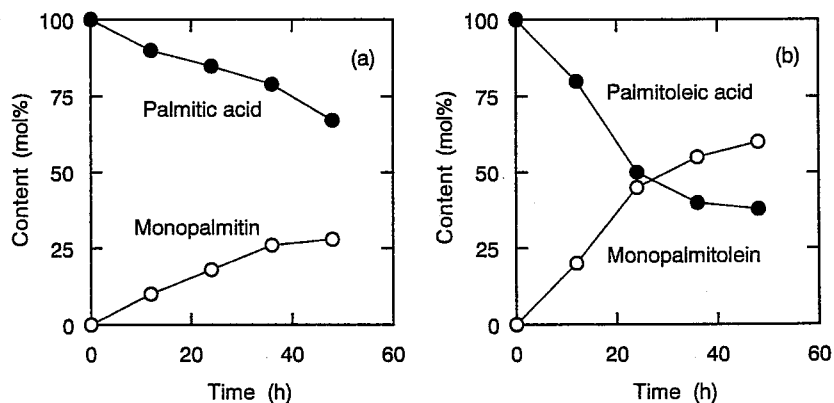 100
75
50
25
0
Content (mol%)
(a)
Palmitic acid
Monopalmitin
0
20
40
60
Time (h)
100
75
50
25
0
Content (mol%)
(b)
Palmitoleic acid
Monopalmitolein
0
20
40
60
Time (h)